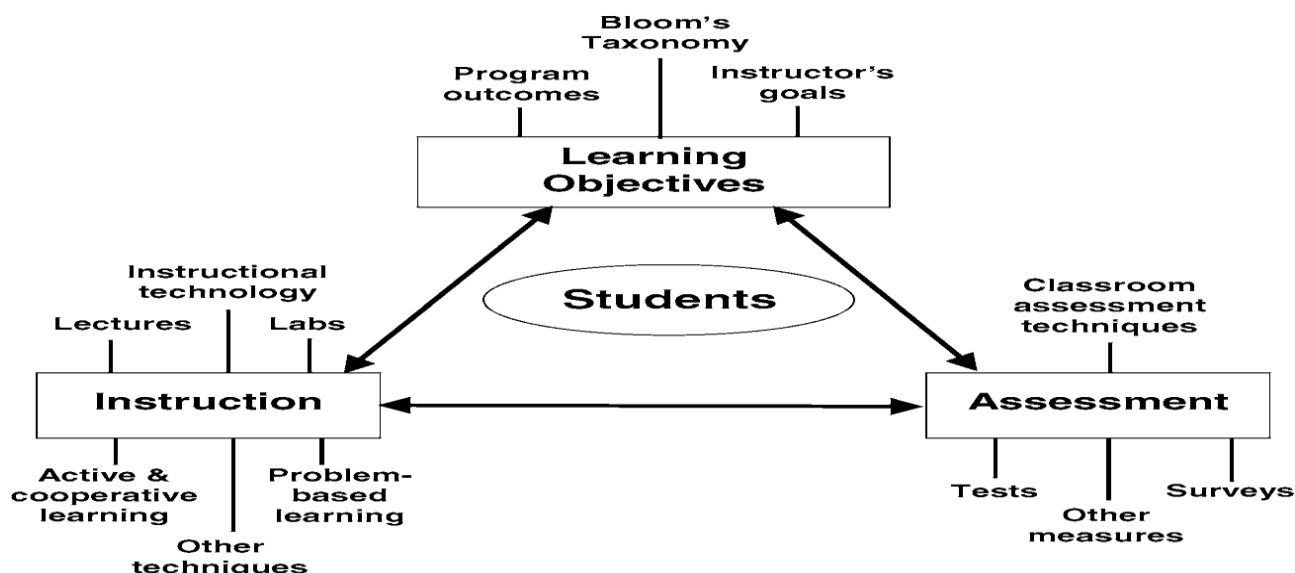 Bloom's
Taxonomy
Program
outcomes
Instructor's
goals
Learning
Objectives
Students
Instructional
technology
Lectures
Labs
Instruction
Active &
cooperative
learning
Problem-
based
learning
Other
techniques
Classroom
assessment
techniques
Assessment
Tests
Other
measures
Surveys